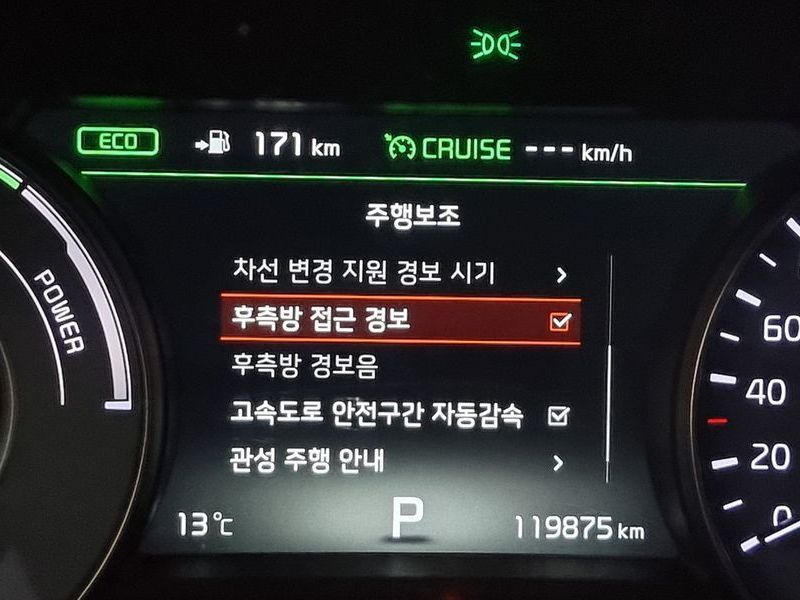 ECO 171 km CRUISE --- km/h
주행보조
차선 변경 지원 경보 시기
후측방 접근 경보
후측방 경보음
고속도로 안전구간 자동감속
관성 주행 안내
13℃ P 119875 km
POWER
60
40
20
0